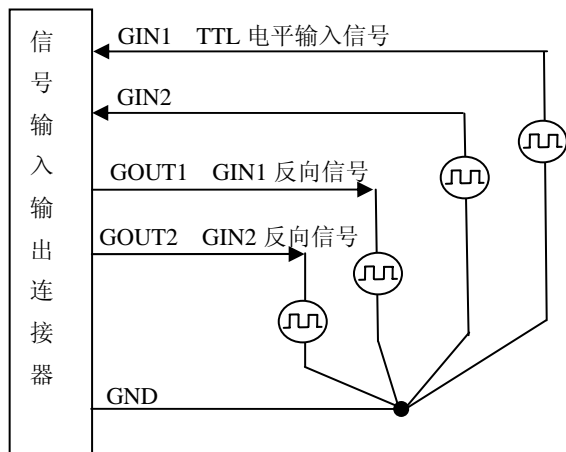 信号输入输出连接器
GIN1 TTL 电平输入信号
GIN2
GOUT1 GIN1 反向信号
GOUT2 GIN2 反向信号
GND